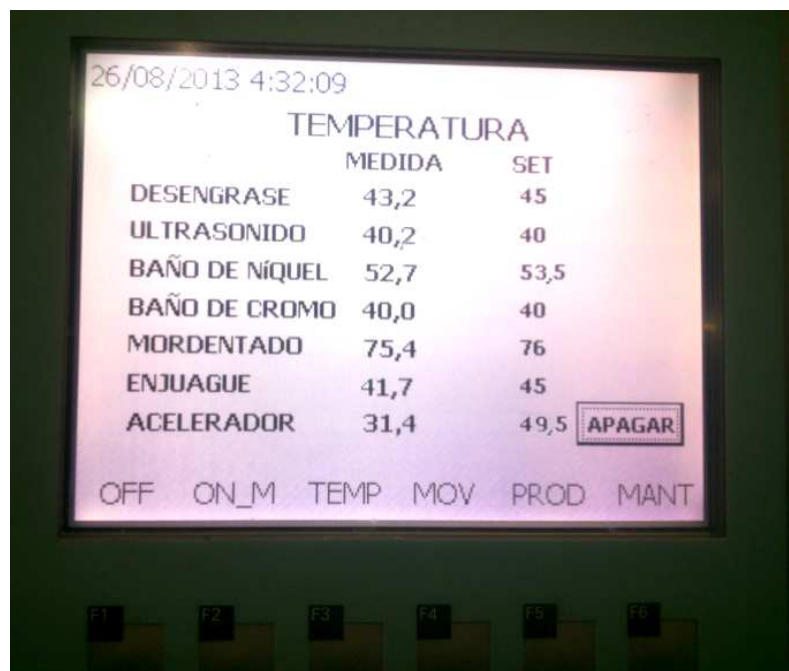 26/08/2013 4:32:09
TEMPERATURA
MEDIDA SET
DESENGRASE 43,2 45
ULTRASONIDO 40,2 40
BAÑO DE NíQUEL 52,7 53,5
BAÑO DE CROMO 40,0 40
MORDENTADO 75,4 76
ENJUAGUE 41,7 45
ACELERADOR 31,4 49,5 APAGAR
OFF ON_M TEMP MOV PROD MANT
F1 F2 F3 F4 F5 F6